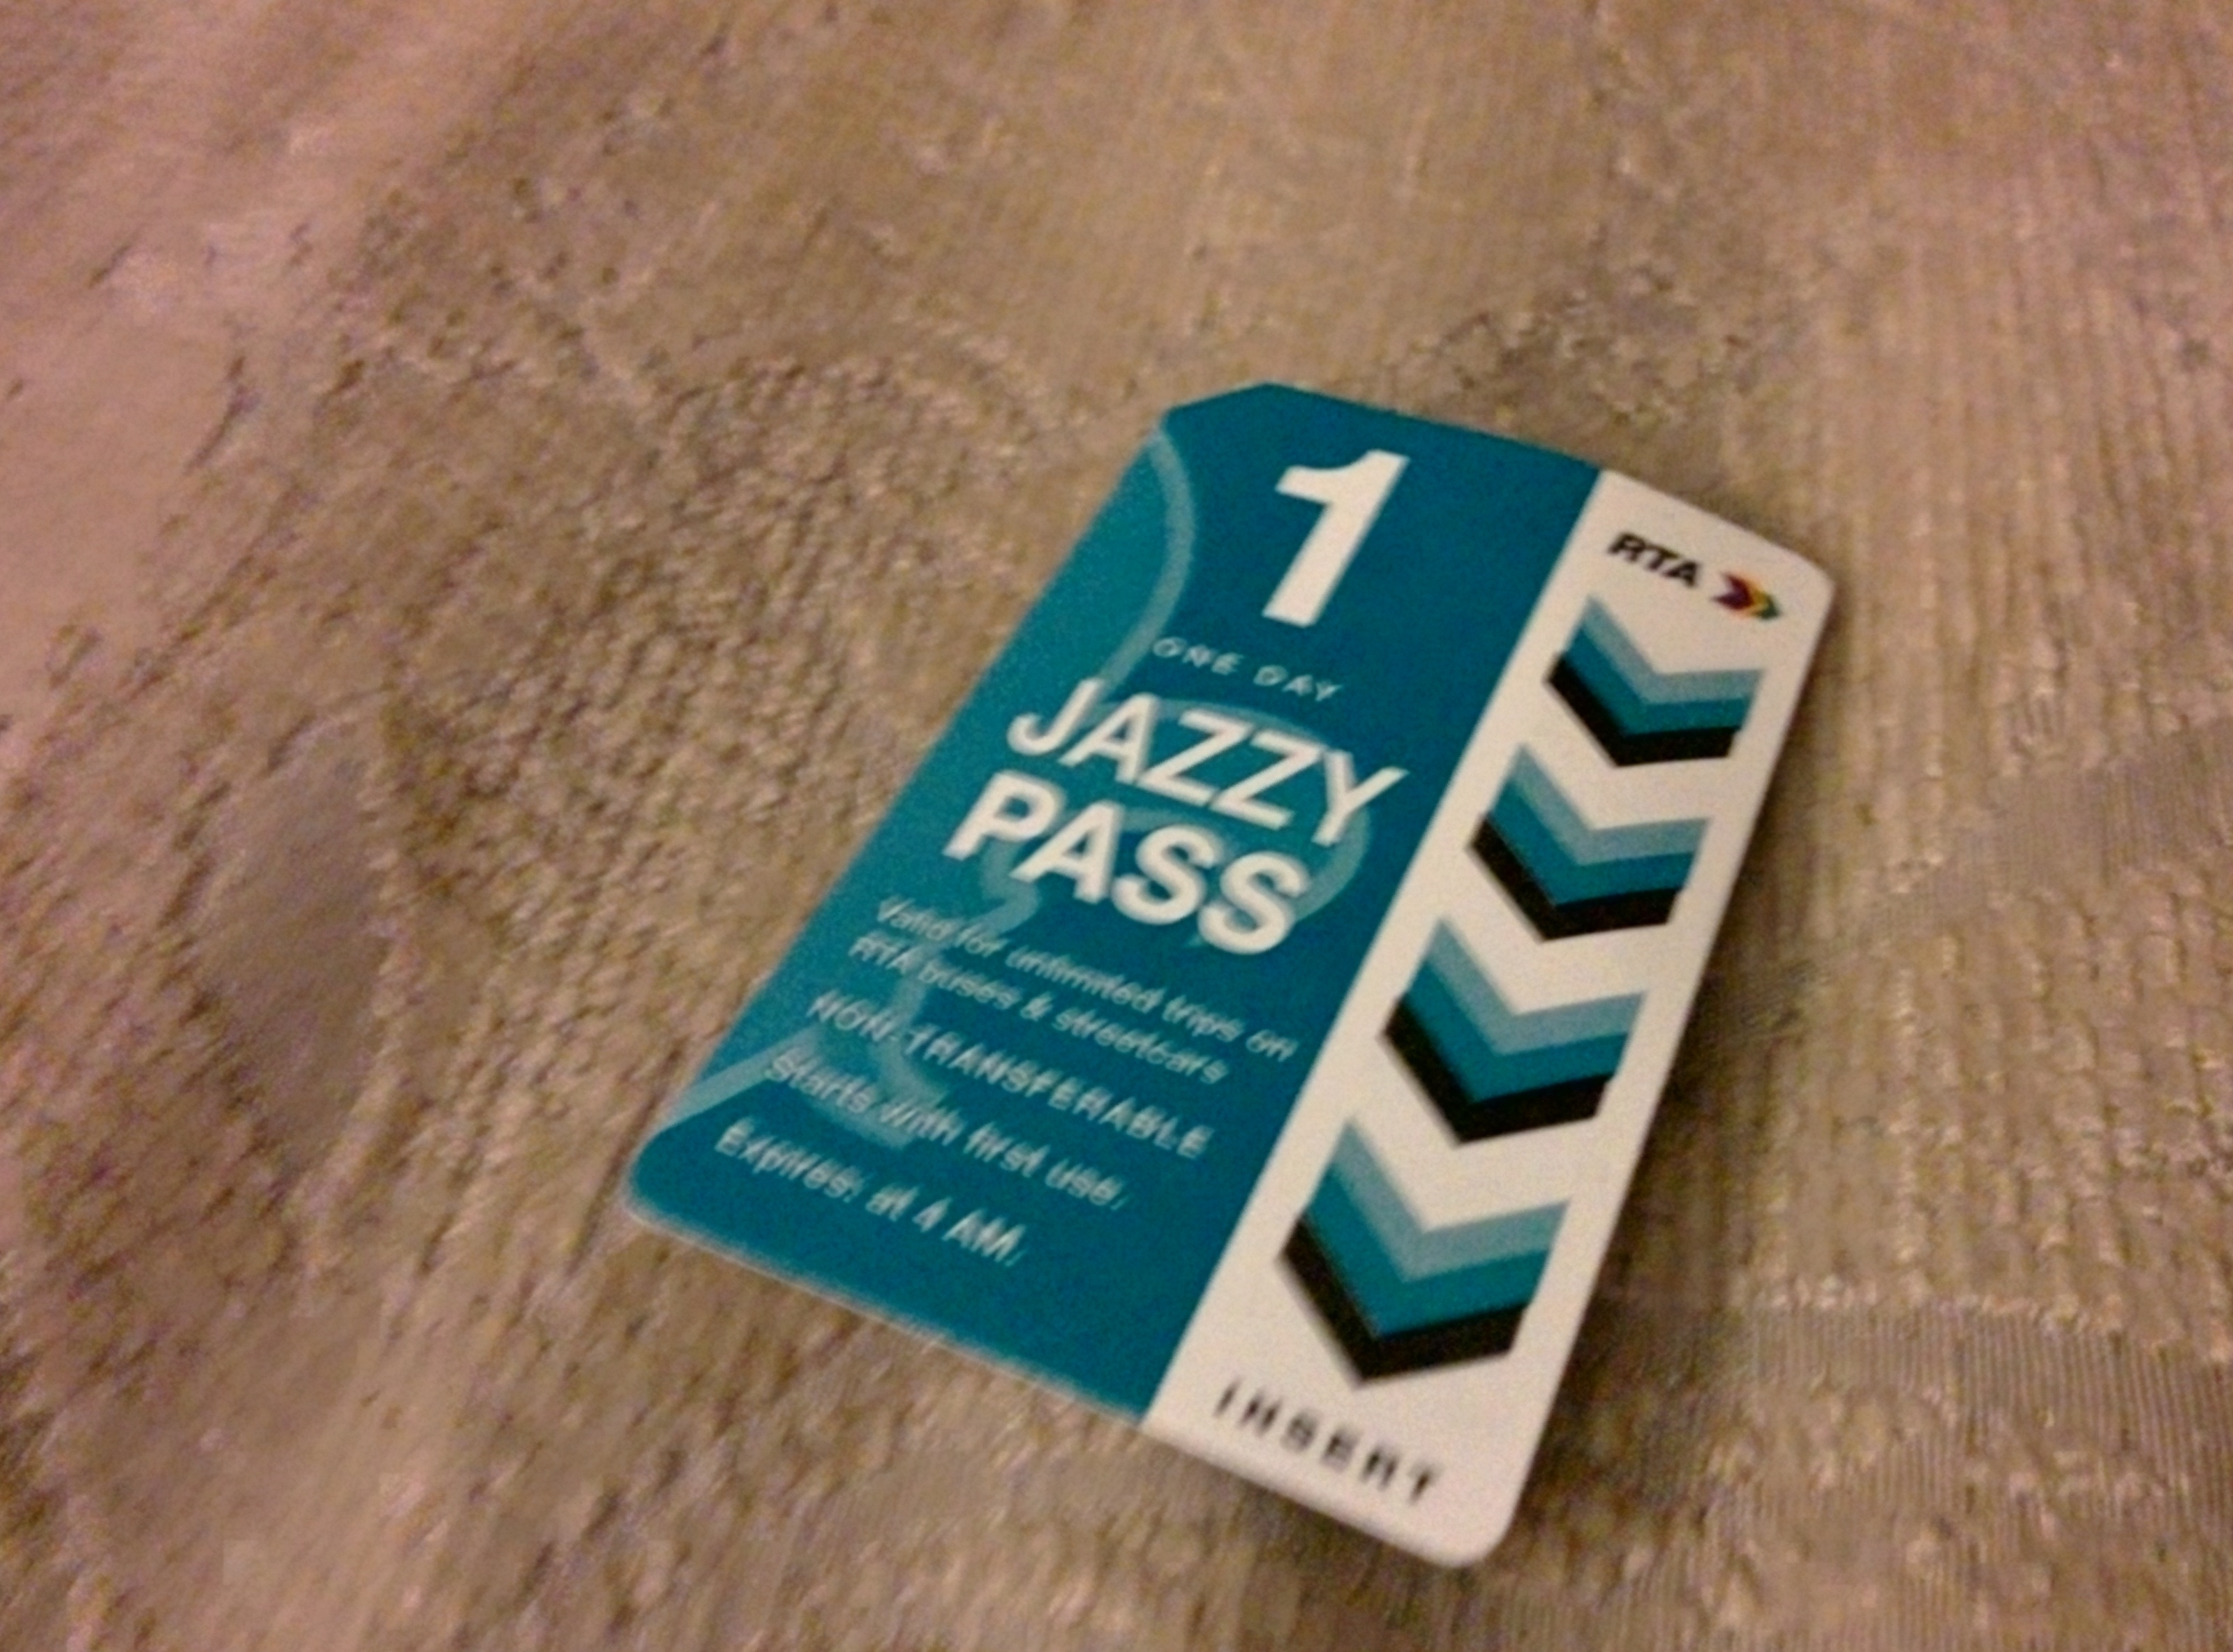 1
ONE DAY
JAZZY
PASS
Valid for unlimited trips on
RTA buses & streetcars
NON-TRANSFERABLE
Starts with first use.
Expires: at 4 AM.
RTA
INSERT